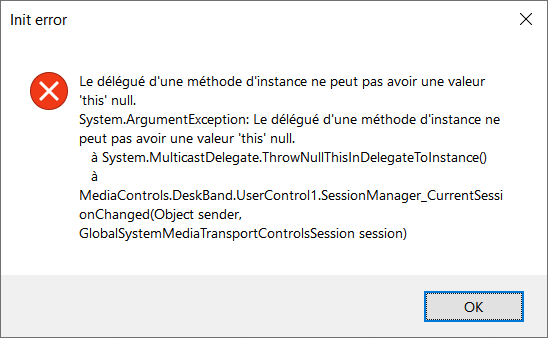 Init error
Le délégué d'une méthode d'instance ne peut pas avoir une valeur
'this' null.
System.ArgumentException: Le délégué d'une méthode d'instance ne
peut pas avoir une valeur 'this' null.
à System.MulticastDelegate.ThrowNullThisInDelegateToInstance()
à
MediaControls.DeskBand.UserControl1.SessionManager_CurrentSessi
onChanged(Object sender,
GlobalSystemMediaTransportControlsSession session)
OK